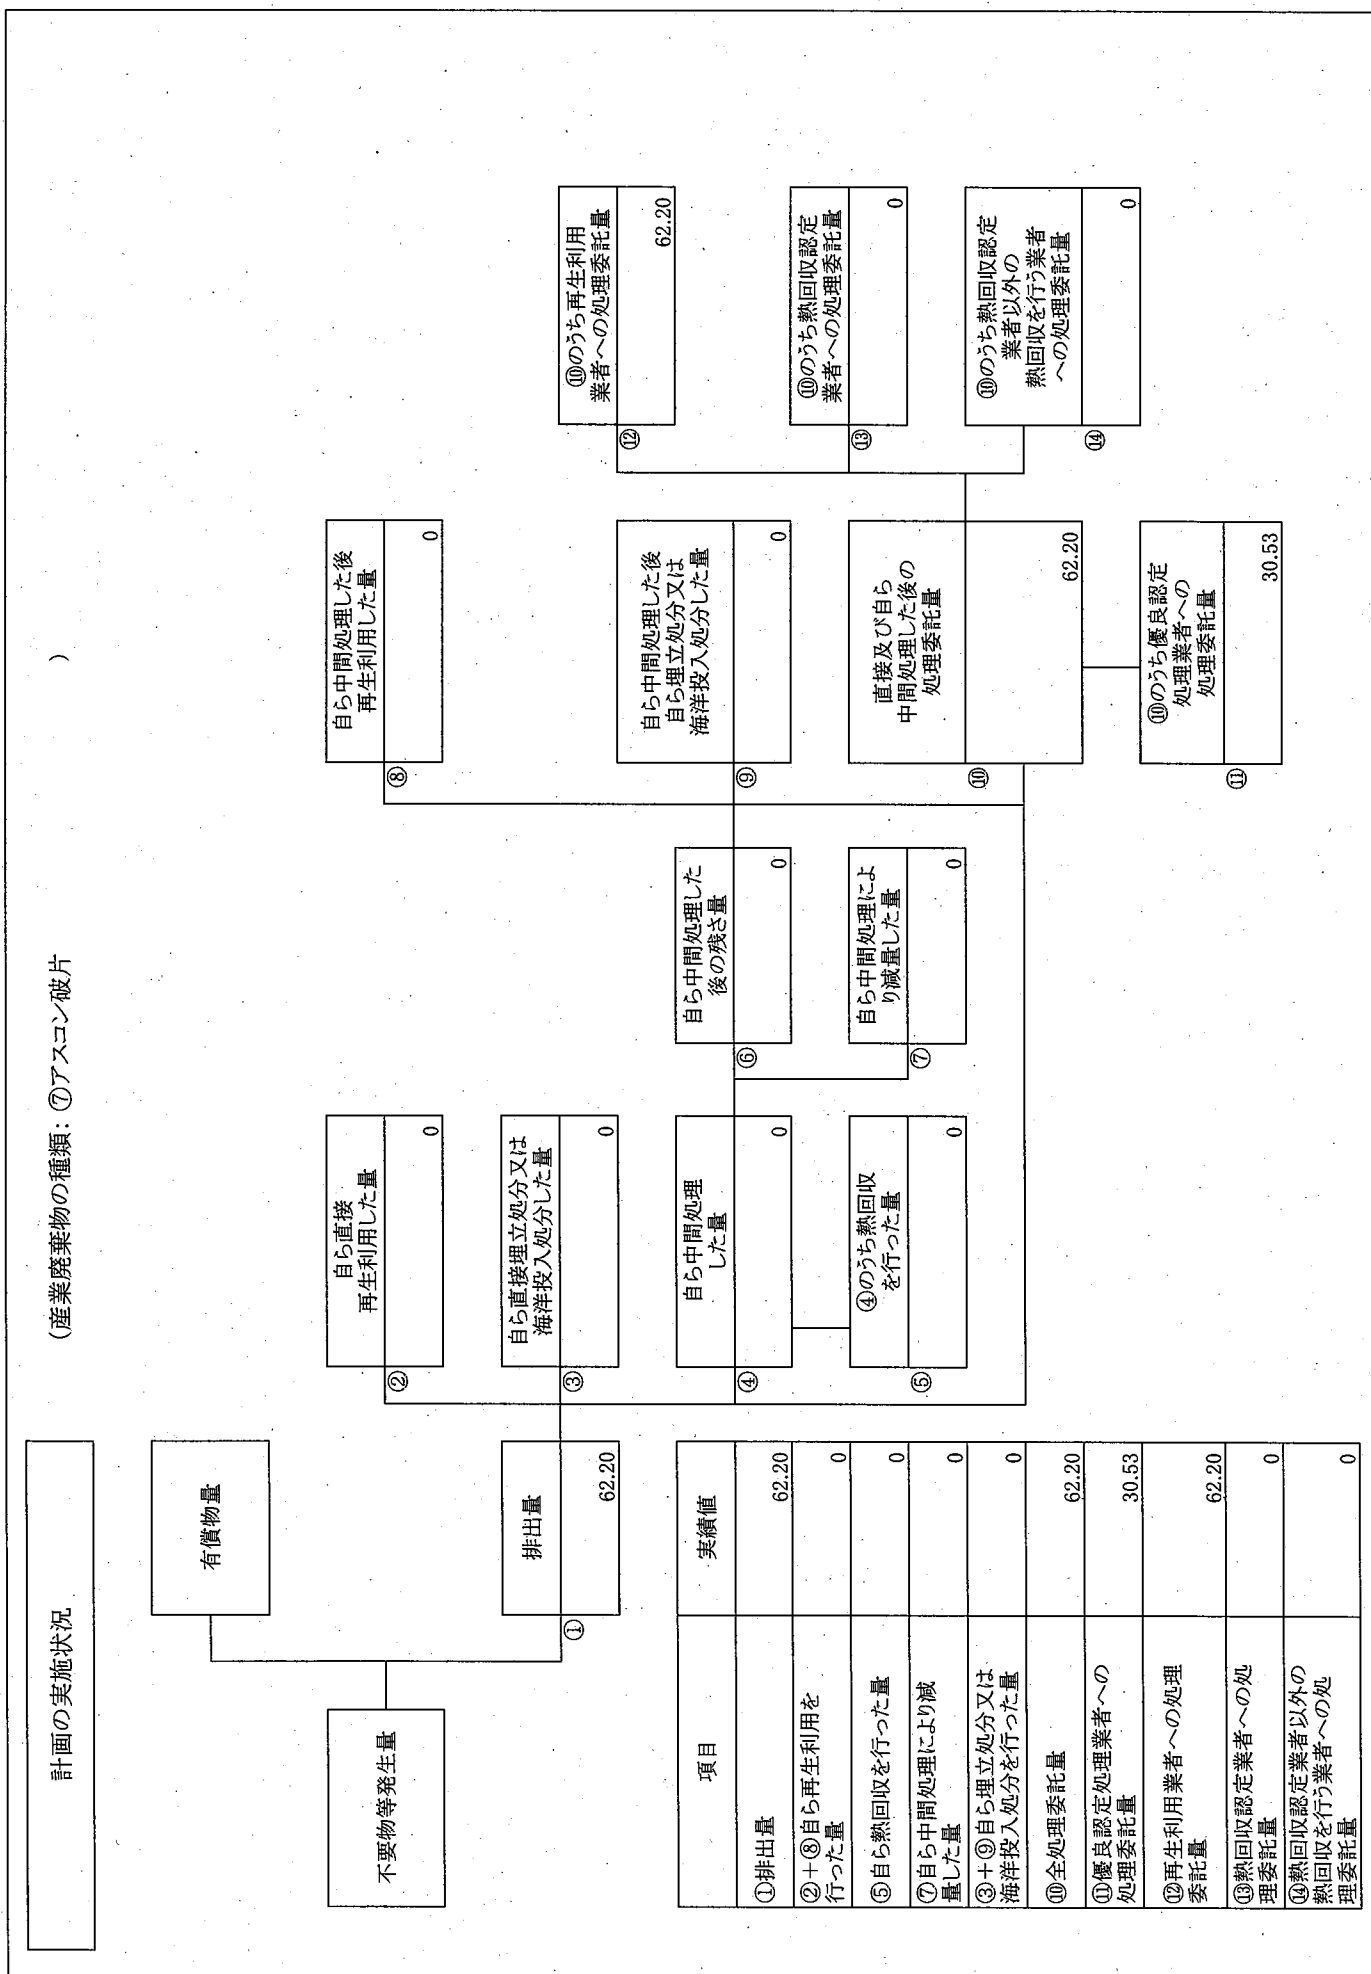 計画の実施状況
(産業廃棄物の種類:⑦アスコン破片
)
不要物等発生量
有償物量
①
排出量
62.20
②
自ら直接
再生利用した量
0
③
自ら直接埋立処分又は
海洋投入処分した量
0
④
自ら中間処理
した量
0
⑤
④のうち熱回収
を行った量
0
⑥
自ら中間処理した
後の残さ量
0
⑦
自ら中間処理によ
り減量した量
0
⑧
自ら中間処理した後
再生利用した量
0
⑨
自ら中間処理した後
自ら埋立処分又は
海洋投入処分した量
0
⑩
直接及び自ら
中間処理した後の
処理委託量
62.20
⑪
⑩のうち優良認定
処理業者への
処理委託量
30.53
⑫
⑩のうち再生利用
業者への処理委託量
62.20
⑬
⑩のうち熱回収認定
業者への処理委託量
0
⑭
⑩のうち熱回収認定
業者以外の
熱回収を行う業者
への処理委託量
0
項目
実績値
①排出量
62.20
②+⑧自ら再生利用を
行った量
0
⑤自ら熱回収を行った量
0
⑦自ら中間処理により減
量した量
0
③+⑨自ら埋立処分又は
海洋投入処分を行った量
0
⑩全処理委託量
62.20
⑪優良認定処理業者への
処理委託量
30.53
⑫再生利用業者への処理
委託量
62.20
⑬熱回収認定業者への処
理委託量
0
⑭熱回収認定業者以外の
熱回収を行う業者への処
理委託量
0